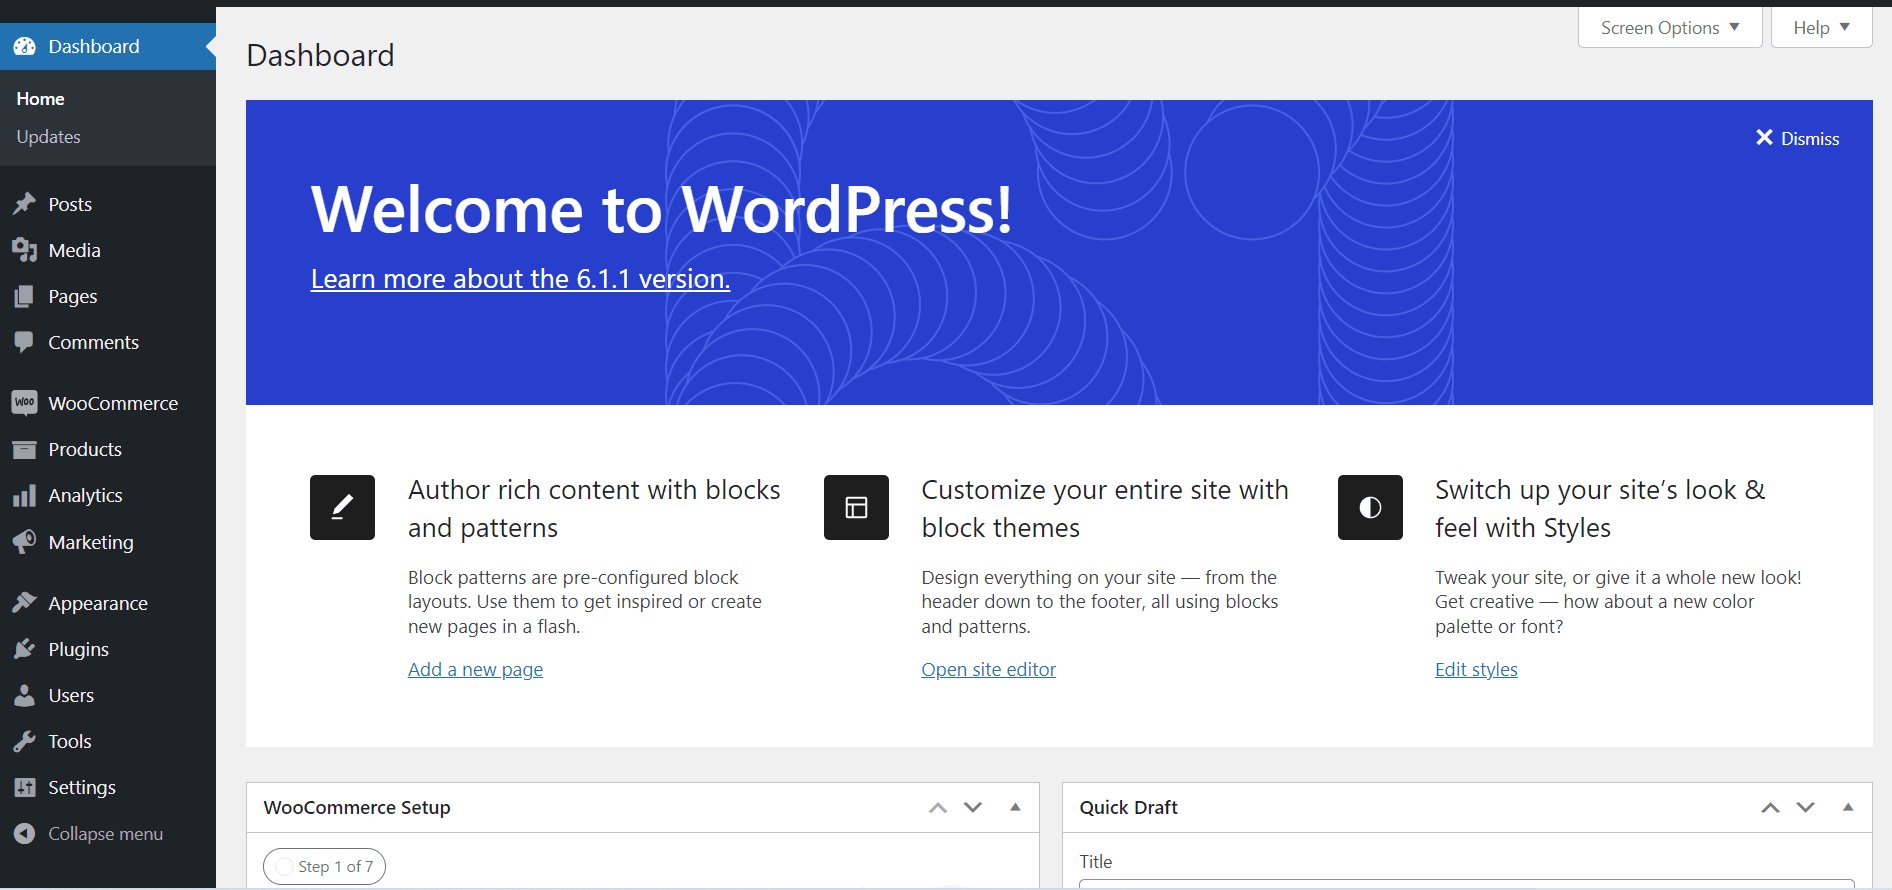 Dashboard
Home
Updates
Posts
Media
Pages
Comments
Woo WooCommerce
Products
Analytics
Marketing
Appearance
Plugins
Users
Tools
Settings
Collapse menu
Screen Options
Help
Dashboard
Dismiss
Welcome to WordPress!
Learn more about the 6.1.1 version.
Author rich content with blocks
and patterns
Block patterns are pre-configured block
layouts. Use them to get inspired or create
new pages in a flash.
Add a new page
Customize your entire site with
block themes
Design everything on your site — from the
header down to the footer, all using blocks
and patterns.
Open site editor
Switch up your site’s look &
feel with Styles
Tweak your site, or give it a whole new look!
Get creative — how about a new color
palette or font?
Edit styles
WooCommerce Setup
Step 1 of 7
Quick Draft
Title